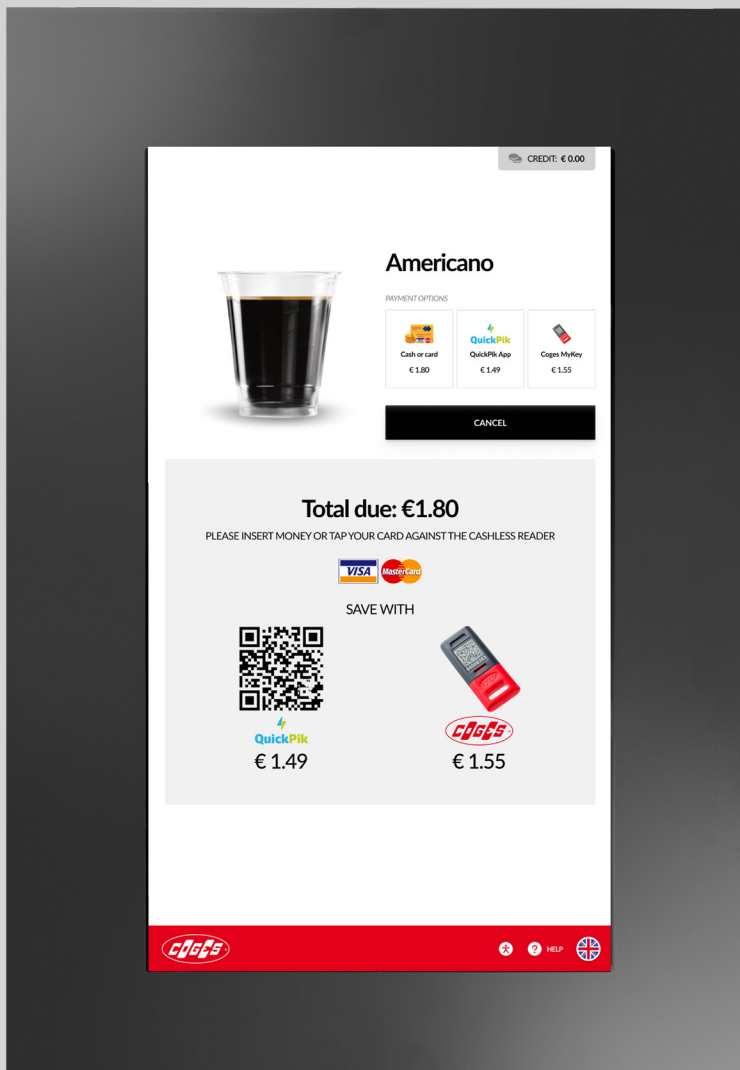 CREDIT: € 0.00
Americano
PAYMENT OPTIONS
Cash or card
€ 1.80
QuickPik
QuickPik App
€ 1.49
Coges MyKey
€ 1.55
CANCEL
Total due: €1.80
PLEASE INSERT MONEY OR TAP YOUR CARD AGAINST THE CASHLESS READER
VISA MasterCard
SAVE WITH
QuickPik
€ 1.49
COGES
€ 1.55
COGES
HELP